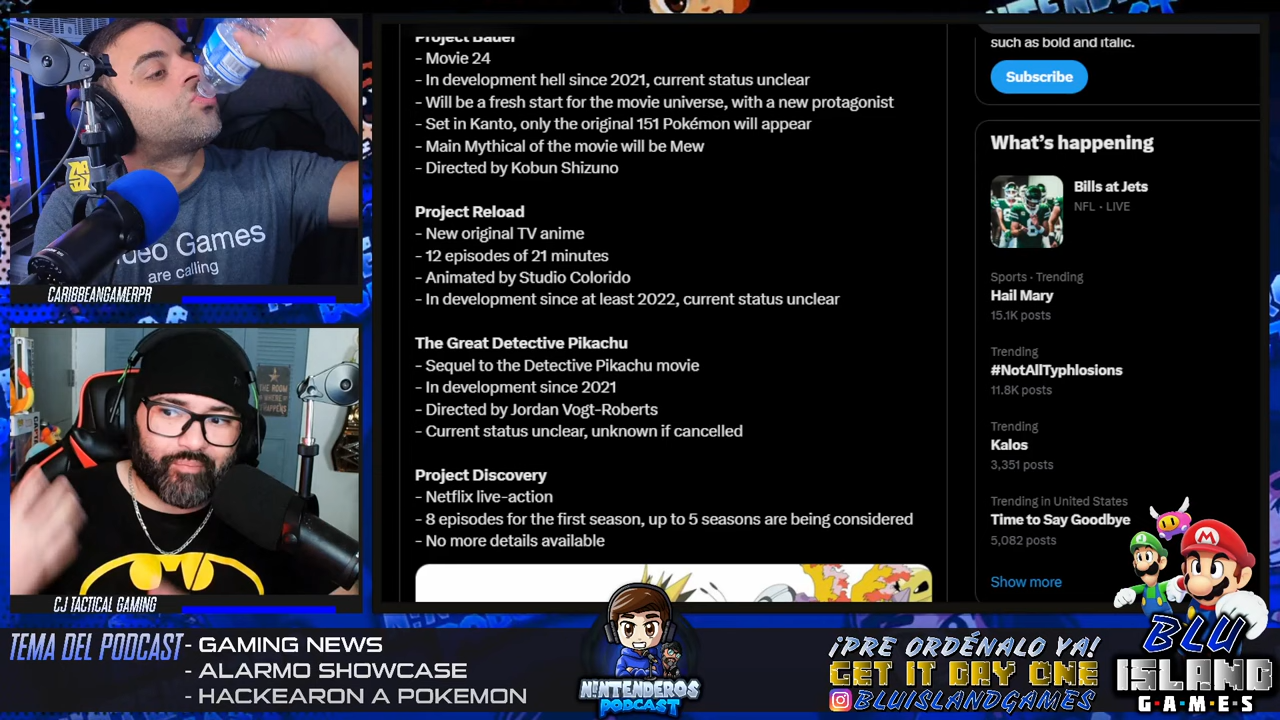 Video Games
are calling
CARIBBEANGAMERPR
CJ TACTICAL GAMING
THE ROOM
WHERE
HAPPENS
Project Bauer
- Movie 24
- In development hell since 2021, current status unclear
- Will be a fresh start for the movie universe, with a new protagonist
- Set in Kanto, only the original 151 Pokémon will appear
- Main Mythical of the movie will be Mew
- Directed by Kobun Shizuno
Project Reload
- New original TV anime
- 12 episodes of 21 minutes
- Animated by Studio Colorido
- In development since at least 2022, current status unclear
The Great Detective Pikachu
- Sequel to the Detective Pikachu movie
- In development since 2021
- Directed by Jordan Vogt-Roberts
- Current status unclear, unknown if cancelled
Project Discovery
- Netflix live-action
- 8 episodes for the first season, up to 5 seasons are being considered
- No more details available
such as bold and italic.
Subscribe
What's happening
Bills at Jets
NFL · LIVE
Sports · Trending
Hail Mary
15.1K posts
Trending
#NotAllTyphlosions
11.8K posts
Trending
Kalos
3,351 posts
Trending in United States
Time to Say Goodbye
5,082 posts
Show more
TEMA DEL PODCAST
- GAMING NEWS
- ALARMO SHOWCASE
- HACKEARON A POKEMON
NINTENDEROS
PODCAST
¡PRE ORDÉNALO YA!
GET IT DAY ONE
BLUISLANDGAMES
BLU
ISLAND
GAMES